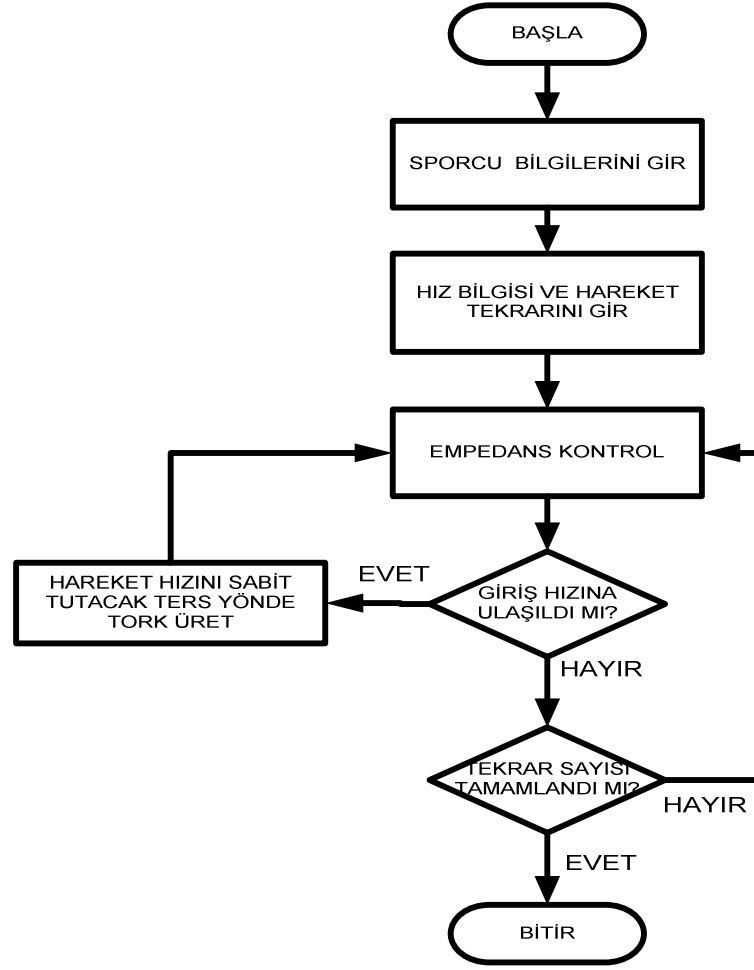 BAŞLA
SPORCU BİLGİLERİNİ GİR
HIZ BİLGİSİ VE HAREKET
TEKRARINI GİR
EMPEDANS KONTROL
HAREKET HIZINI SABİT
TUTACAK TERS YÖNDE
TORK ÜRET
EVET
GİRİŞ HIZINA
ULAŞILDI MI?
HAYIR
TEKRAR SAYISI
TAMAMLANDI MI?
HAYIR
EVET
BİTİR